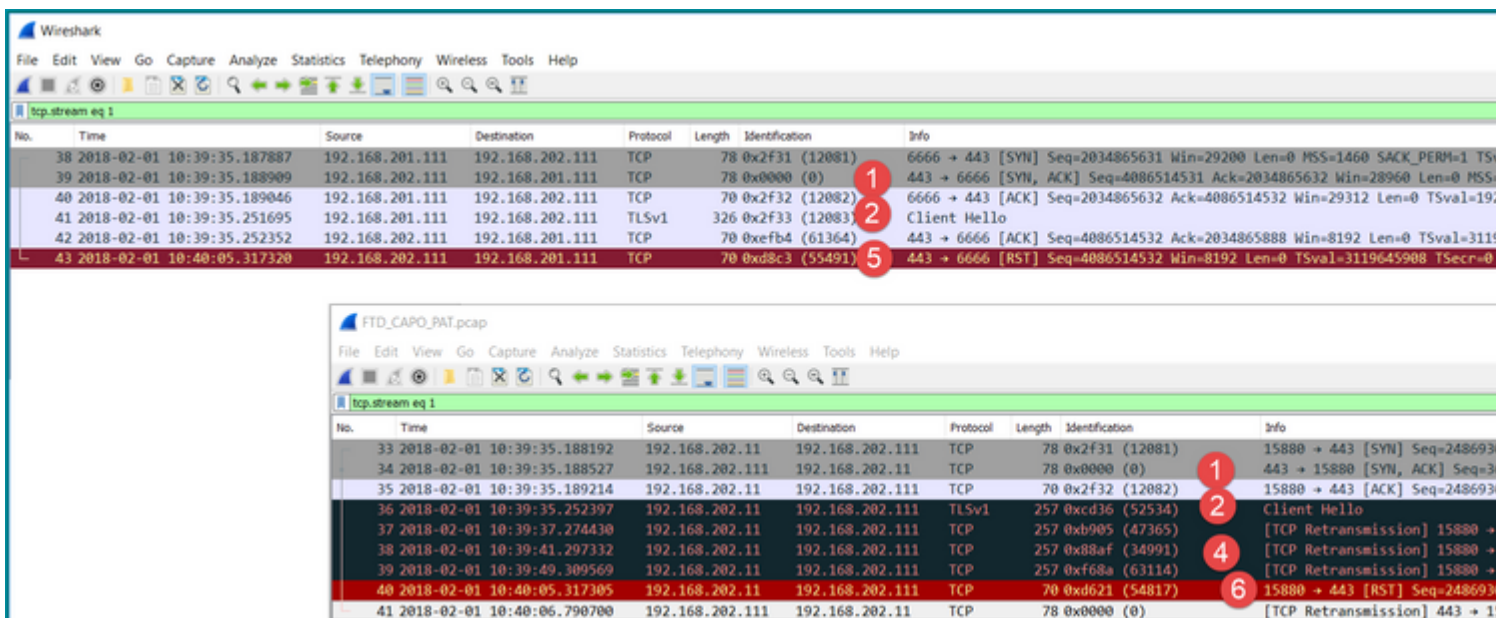 Wireshark
File Edit View Go Capture Analyze Statistics Telephony Wireless Tools Help
tcp.stream eq 1
No. Time Source Destination Protocol Length Identification Info
38 2018-02-01 10:39:35.187887 192.168.201.111 192.168.202.111 TCP 78 0x2f31 (12081) 6666 → 443 [SYN] Seq=2034865631 Win=29200 Len=0 MSS=1460 SACK_PERM=1
39 2018-02-01 10:39:35.188909 192.168.202.111 192.168.201.111 TCP 78 0x0000 (0) 1 443 → 6666 [SYN, ACK] Seq=4086514531 Ack=2034865632 Win=28960 Len=0 MSS=
40 2018-02-01 10:39:35.189046 192.168.201.111 192.168.202.111 TCP 70 0x2f32 (12082) 6666 → 443 [ACK] Seq=2034865632 Ack=4086514532 Win=29312 Len=0 TSval=192
41 2018-02-01 10:39:35.251695 192.168.201.111 192.168.202.111 TLSv1 326 0x2f33 (12083) 2 Client Hello
42 2018-02-01 10:39:35.252352 192.168.202.111 192.168.201.111 TCP 70 0xefb4 (61364) 443 → 6666 [ACK] Seq=4086514532 Ack=2034865888 Win=8192 Len=0 TSval=3119
43 2018-02-01 10:40:05.317320 192.168.202.111 192.168.201.111 TCP 70 0xd8c3 (55491) 5 443 → 6666 [RST] Seq=4086514532 Win=8192 Len=0 TSval=3119645908 TSecr=0
FTD_CAPO_PAT.pcap
File Edit View Go Capture Analyze Statistics Telephony Wireless Tools Help
tcp.stream eq 1
No. Time Source Destination Protocol Length Identification Info
33 2018-02-01 10:39:35.188192 192.168.202.11 192.168.202.111 TCP 78 0x2f31 (12081) 15880 → 443 [SYN] Seq=248693
34 2018-02-01 10:39:35.188527 192.168.202.111 192.168.202.11 TCP 78 0x0000 (0) 1 443 → 15880 [SYN, ACK]
35 2018-02-01 10:39:35.189214 192.168.202.11 192.168.202.111 TCP 70 0x2f32 (12082) 15880 → 443 [ACK] Seq=248693
36 2018-02-01 10:39:35.252397 192.168.202.11 192.168.202.111 TLSv1 257 0xcd36 (52534) 2 Client Hello
37 2018-02-01 10:39:37.274430 192.168.202.11 192.168.202.111 TCP 257 0xb905 (47365) [TCP Retransmission] 15880 →
38 2018-02-01 10:39:41.297332 192.168.202.11 192.168.202.111 TCP 257 0x88af (34991) 4 [TCP Retransmission] 15880 →
39 2018-02-01 10:39:49.309569 192.168.202.11 192.168.202.111 TCP 257 0xf68a (63114) [TCP Retransmission] 15880 →
40 2018-02-01 10:40:05.317305 192.168.202.11 192.168.202.111 TCP 70 0xd621 (54817) 6 15880 → 443 [RST] Seq=248693
41 2018-02-01 10:40:06.790700 192.168.202.111 192.168.202.11 TCP 78 0x0000 (0) [TCP Retransmission] 443 →